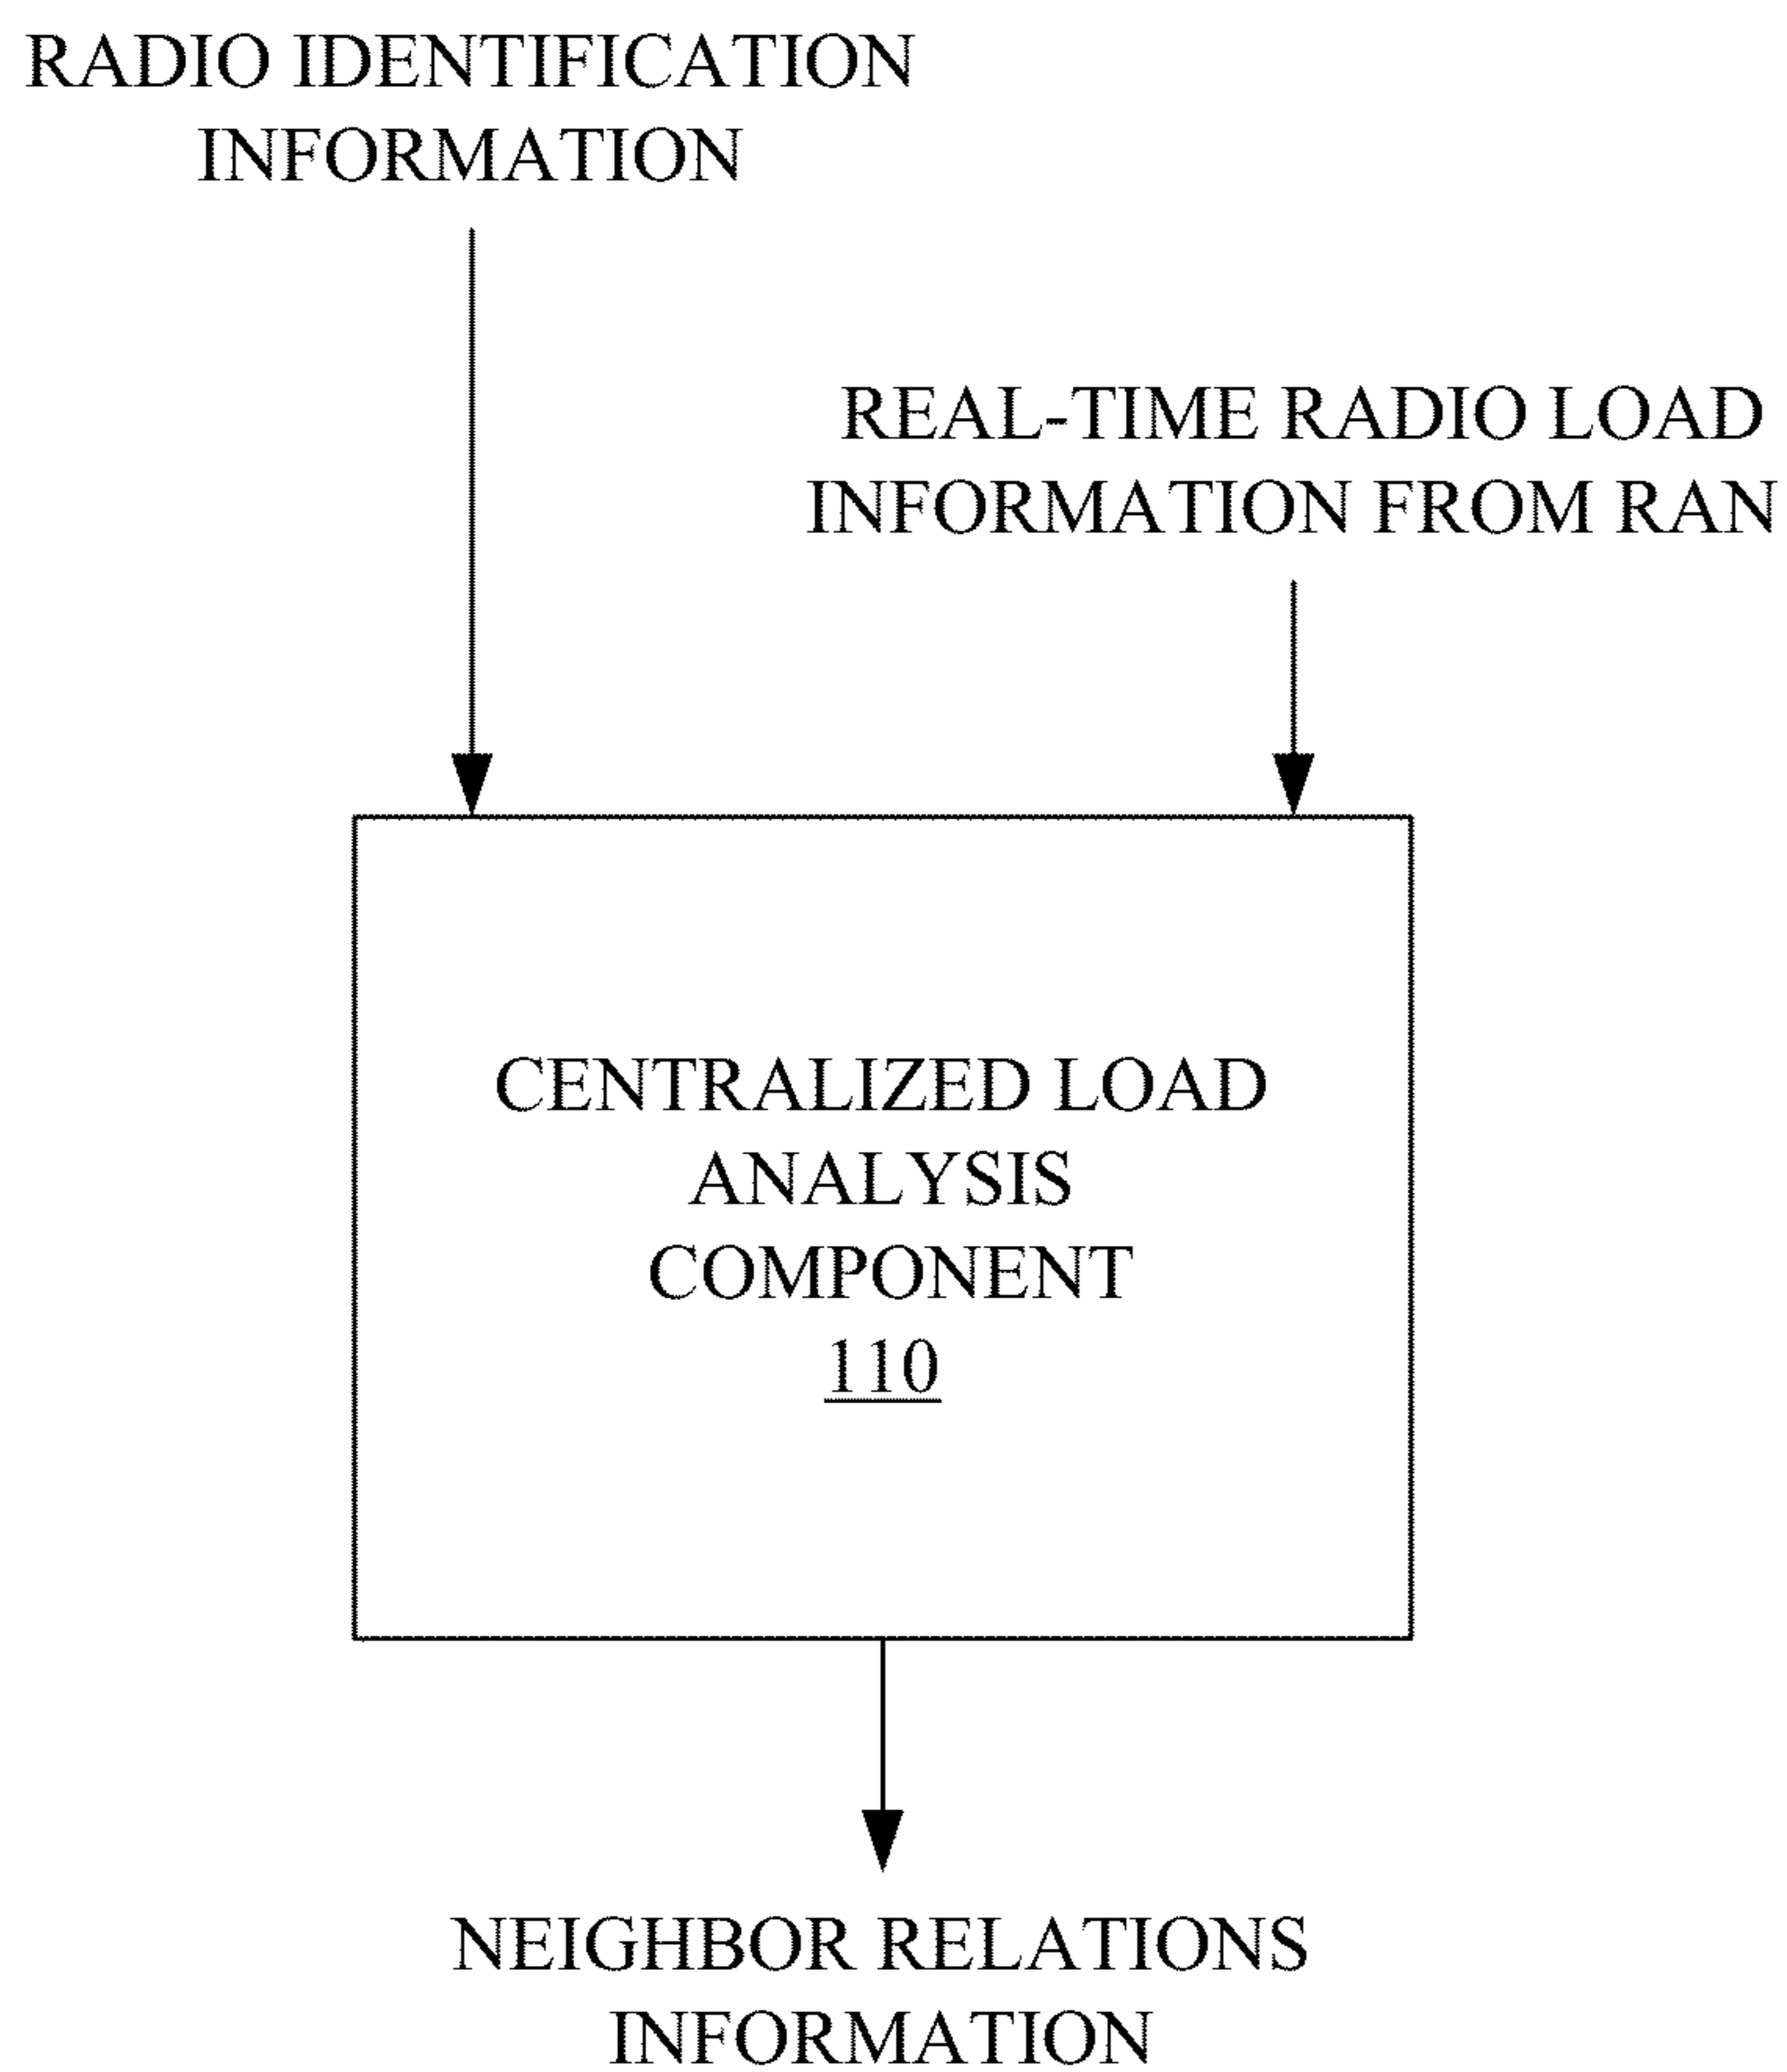 RADIO IDENTIFICATION
INFORMATION
REAL-TIME RADIO LOAD
INFORMATION FROM RAN
CENTRALIZED LOAD
ANALYSIS
COMPONENT
110
NEIGHBOR RELATIONS
INFORMATION